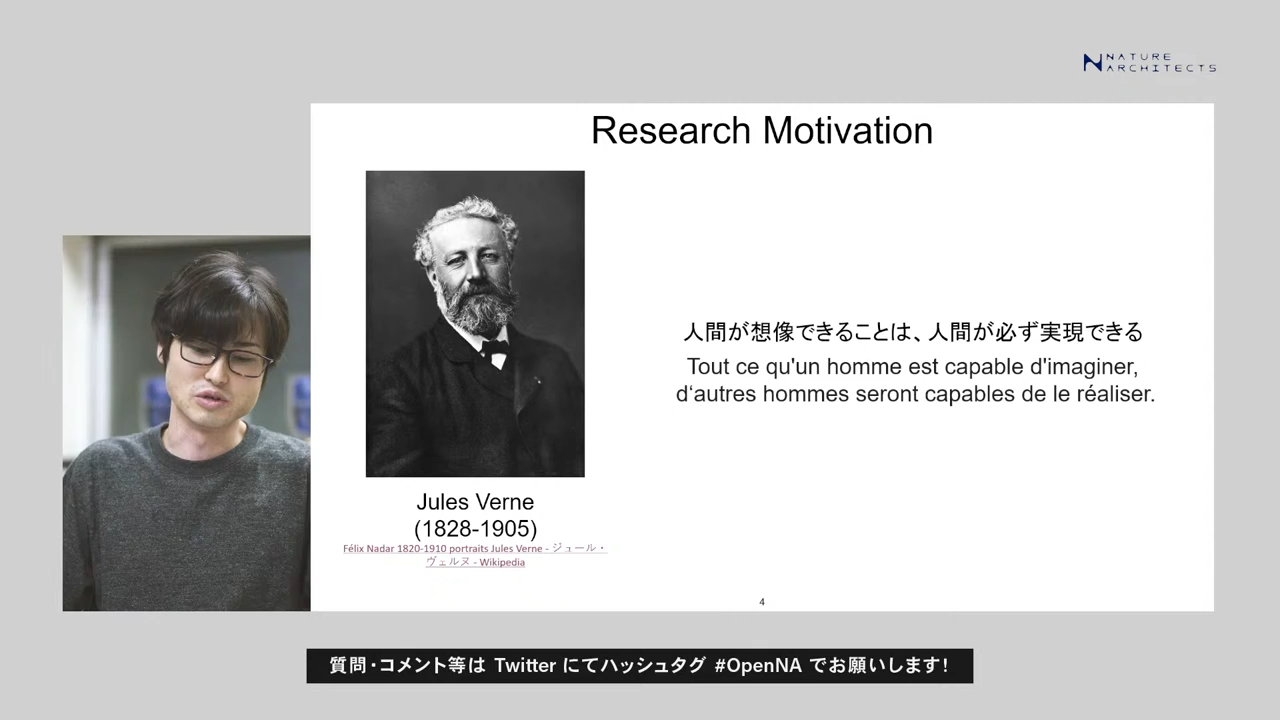 NATURE
ARCHITECTS
Research Motivation
人間が想像できることは、人間が必ず実現できる
Tout ce qu'un homme est capable d'imaginer,
d‘autres hommes seront capables de le réaliser.
Jules Verne
(1828-1905)
Félix Nadar 1820-1910 portraits Jules Verne - ジュール・
ヴェルヌ - Wikipedia
4
質問・コメント等は Twitter にてハッシュタグ #OpenNA でお願いします!